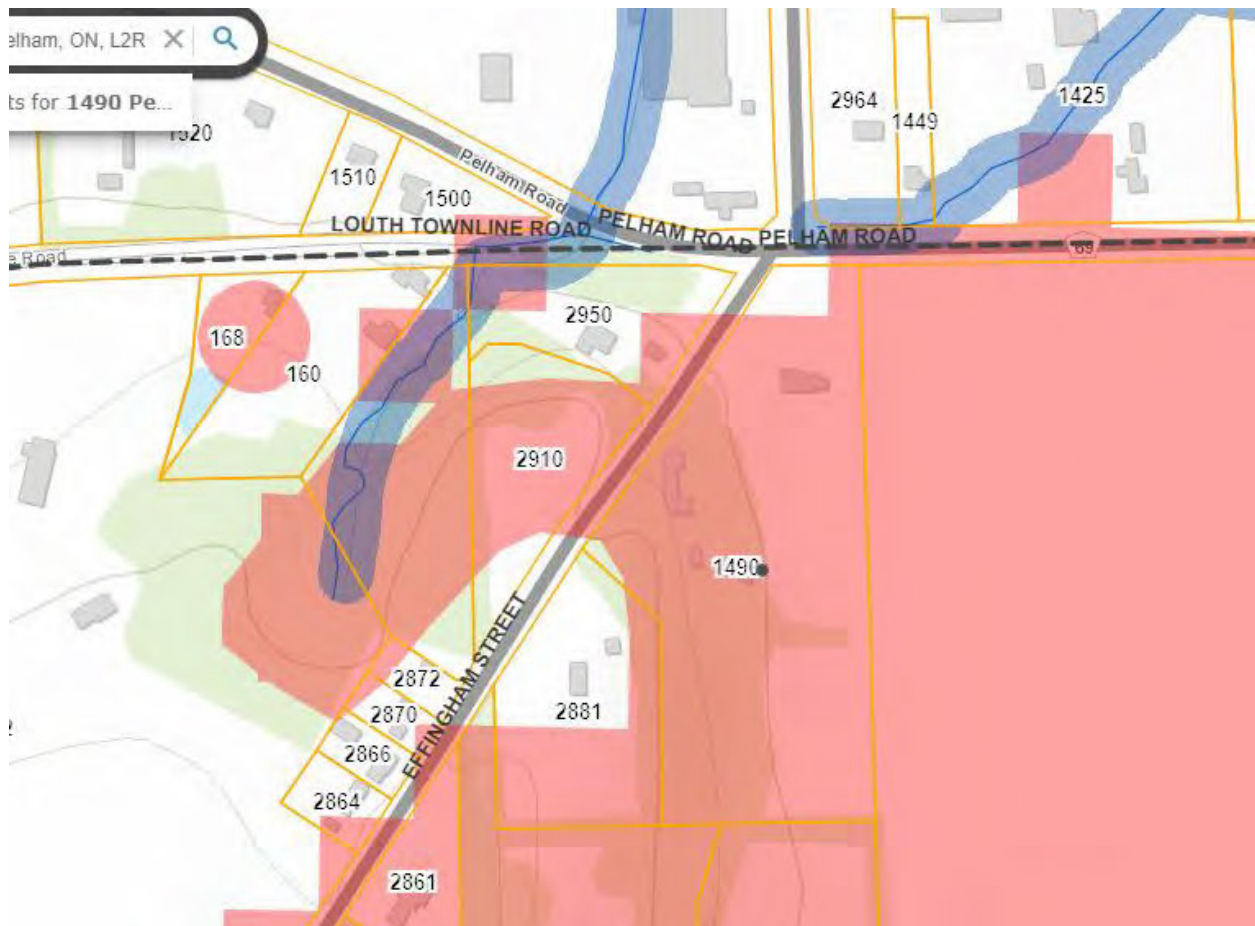 elham, ON, L2R
ts for 1490 Pe...
1520
1510
1500
Pelham Road
LOUTH TOWNLINE ROAD
PELHAM ROAD
PELHAM ROAD
69
e Road
2964
1449
1425
168
160
2950
2910
1490
2872
2870
2866
2864
2881
EFFINGHAM STREET
2861
2